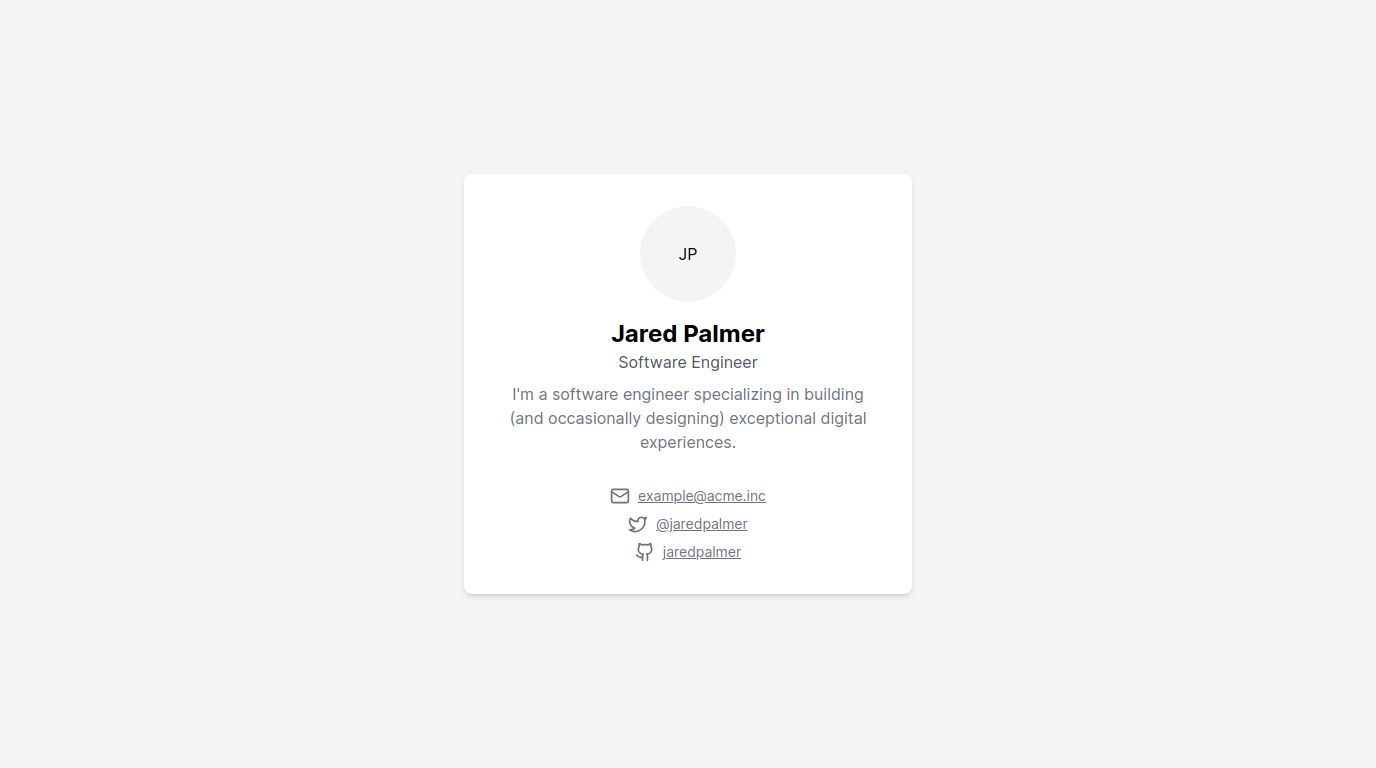 JP
Jared Palmer
Software Engineer
I'm a software engineer specializing in building
(and occasionally designing) exceptional digital
experiences.
example@acme.inc
@jaredpalmer
jaredpalmer